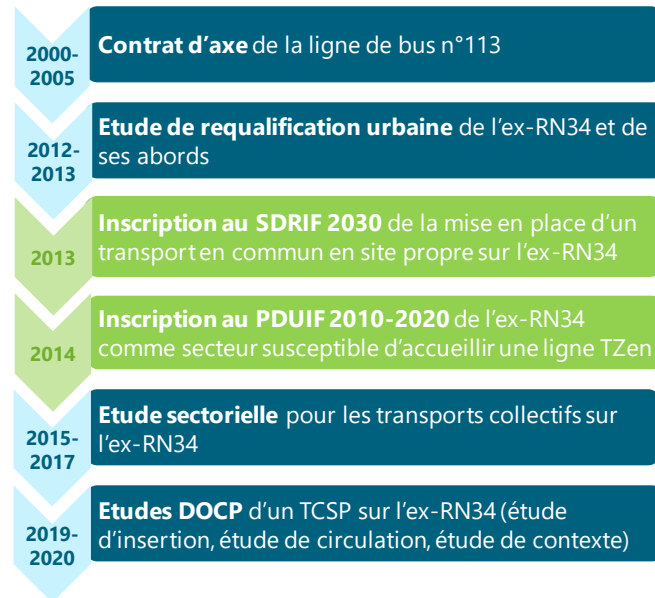 2000-
2005
Contrat d'axe de la ligne de bus n°113
2012-
2013
Etude de requalification urbaine de l'ex-RN34 et de
ses abords
2013
Inscription au SDRIF 2030 de la mise en place d'un
transport en commun en site propre sur l'ex-RN34
2014
Inscription au PDUIF 2010-2020 de l'ex-RN34
comme secteur susceptible d'accueillir une ligne TZen
2015-
2017
Etude sectorielle pour les transports collectifs sur
l'ex-RN34
2019-
2020
Etudes DOCP d'un TCSP sur l'ex-RN34 (étude
d'insertion, étude de circulation, étude de contexte)